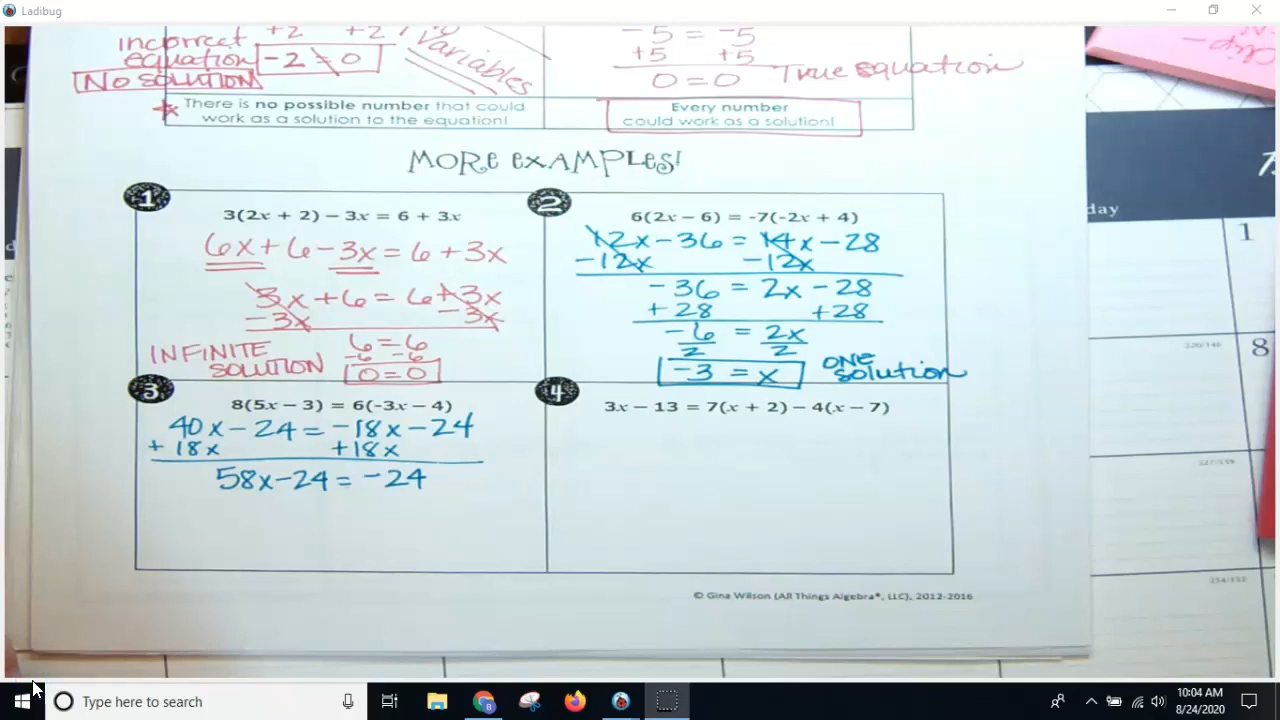 Ladibug
+2 +2
incorrect
equation -2 = 0
Variables
NO SOLUTION
-5 = -5
+5 +5
0 = 0 True equation
There is no possible number that could
work as a solution to the equation!
Every number
could work as a solution!
MORE EXAMPLES!
1
3(2x + 2) – 3x = 6 + 3x
6x + 6 - 3x = 6 + 3x
3x + 6 = 6 + 3x
-3x -3x
6 = 6
-6 -6
INFINITE
SOLUTION
0 = 0
2
6(2x – 6) = -7(-2x + 4)
12x - 36 = 14x - 28
-12x -12x
-36 = 2x - 28
+28 +28
-6 = 2x
2 2
-3 = x
ONE
solution
3
8(5x – 3) = 6(-3x – 4)
40x - 24 = -18x - 24
+18x +18x
58x - 24 = -24
4
3x – 13 = 7(x + 2) – 4(x – 7)
© Gina Wilson (All Things Algebra®, LLC), 2012-2016
day
1
8
226/140
227/139
Type here to search
10:04 AM
8/24/2020